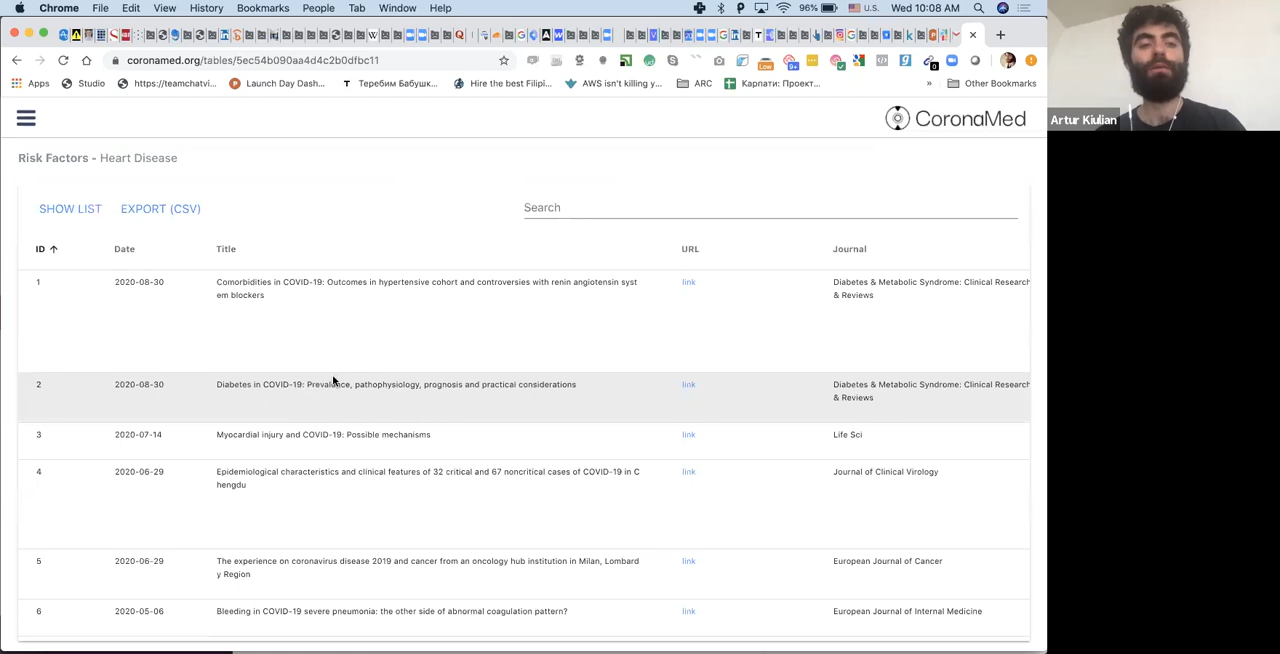 Chrome File Edit View History Bookmarks People Tab Window Help 96% U.S. Wed 10:08 AM
coronamed.org/tables/5ec54b090aa4d4c2b0dfbc11
Apps Studio https://teamchatvi... Launch Day Dash... Теребим Бабушк... Hire the best Filipi... AWS isn't killing y... ARC Карпати: Проект... » Other Bookmarks
Artur Kiulian
CoronaMed
Risk Factors - Heart Disease
SHOW LIST EXPORT (CSV) Search
ID Date Title URL Journal
1 2020-08-30 Comorbidities in COVID-19: Outcomes in hypertensive cohort and controversies with renin angiotensin syst link Diabetes & Metabolic Syndrome: Clinical Research
em blockers & Reviews
2 2020-08-30 Diabetes in COVID-19: Prevalence, pathophysiology, prognosis and practical considerations link Diabetes & Metabolic Syndrome: Clinical Research
& Reviews
3 2020-07-14 Myocardial injury and COVID-19: Possible mechanisms link Life Sci
4 2020-06-29 Epidemiological characteristics and clinical features of 32 critical and 67 noncritical cases of COVID-19 in C link Journal of Clinical Virology
hengdu
5 2020-06-29 The experience on coronavirus disease 2019 and cancer from an oncology hub institution in Milan, Lombard link European Journal of Cancer
y Region
6 2020-05-06 Bleeding in COVID-19 severe pneumonia: the other side of abnormal coagulation pattern? link European Journal of Internal Medicine